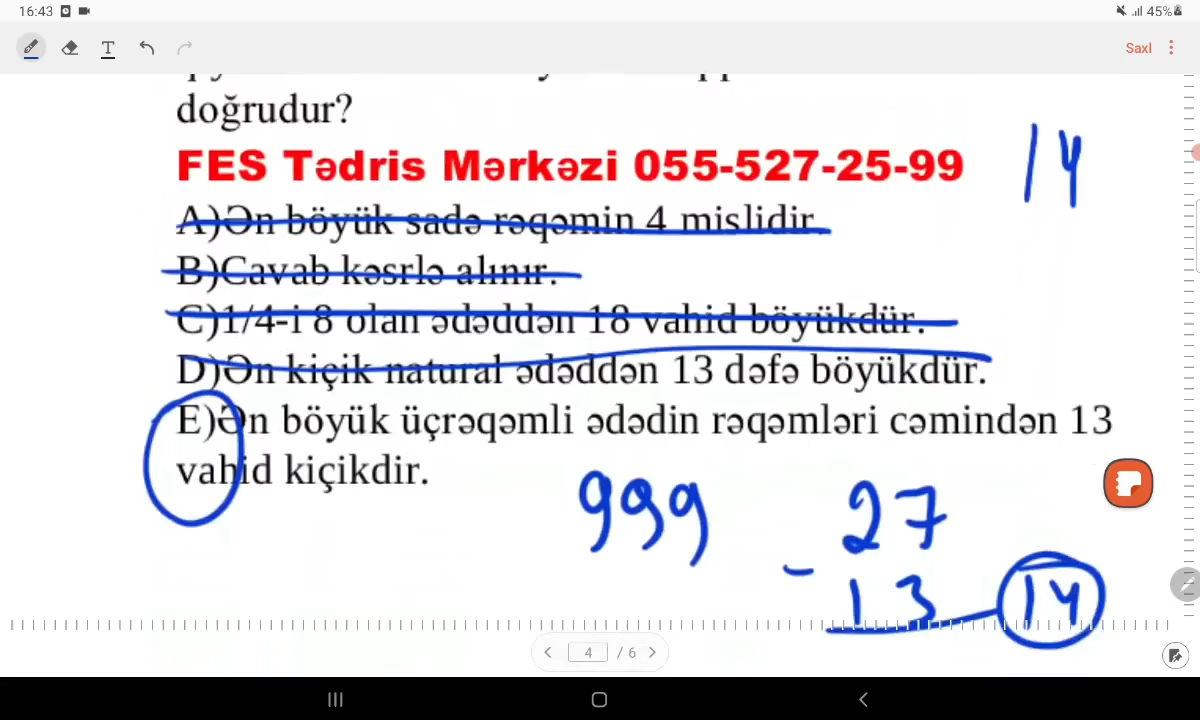 16:43
45%
T
Saxl
doğrudur?
14
FES Tədris Mərkəzi 055-527-25-99
A)Ən böyük sadə rəqəmin 4 mislidir.
B)Cavab kəsrlə alınır.
C)1/4-i 8 olan ədəddən 18 vahid böyükdür.
D)Ən kiçik natural ədəddən 13 dəfə böyükdür.
E)Ən böyük üçrəqəmli ədədin rəqəmləri cəmindən 13
vahid kiçikdir.
999
27
- 13
14
4 / 6